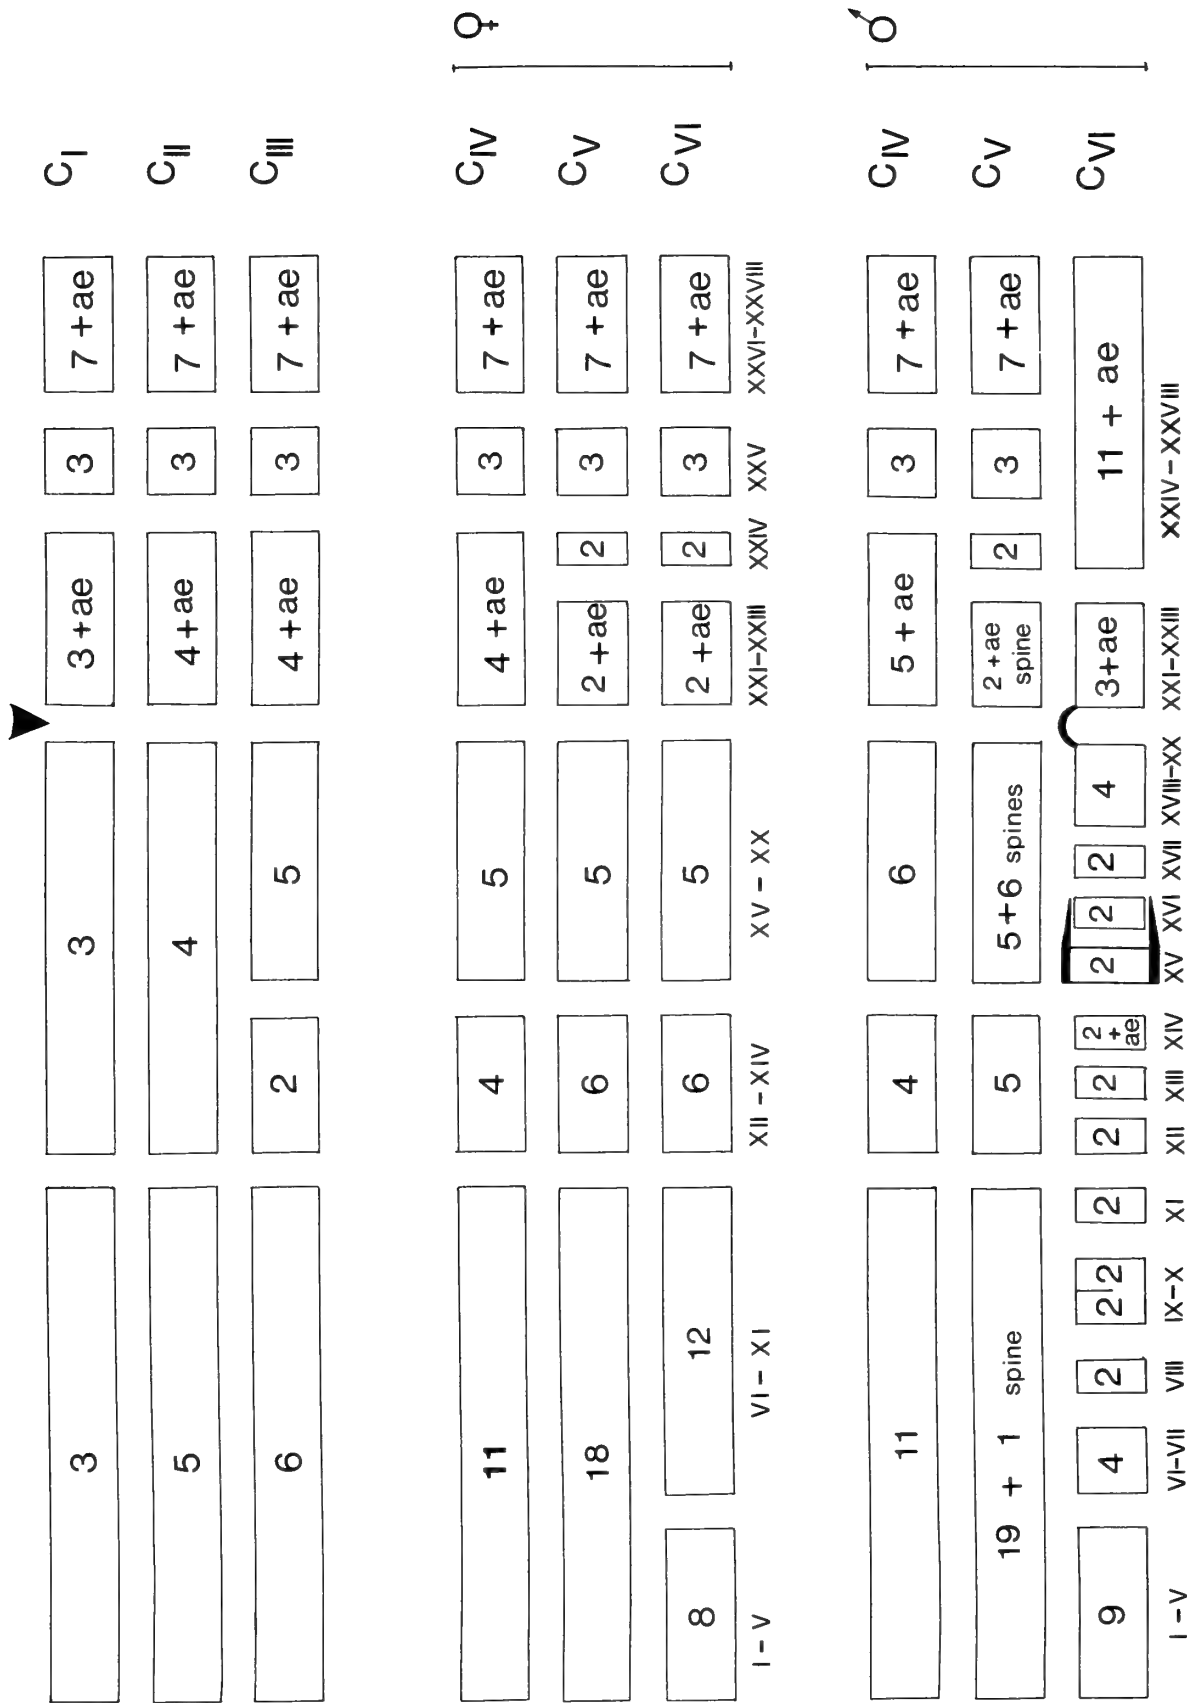 3 3 3+ae 3 7+ae CI
5 4 4+ae 3 7+ae CII
6 2 5 4+ae 3 7+ae CIII
♀
11 4 5 4+ae 3 7+ae CIV
18 6 5 2+ae 2 3 7+ae CV
8 12 6 5 2+ae 2 3 7+ae CVI
I-V VI-XI XII-XIV XV-XX XXI-XXIII XXIV XXV XXVI-XXVIII
♂
11 4 6 5+ae 3 7+ae CIV
19 + 1 spine 5 5+6 spines 2+ae spine 2 3 7+ae CV
9 4 2 2 2 2 2 2 2+ae 2 2 2 4 3+ae 11 + ae CVI
I-V VI-VII VIII IX-X XI XII XIII XIV XV XVI XVII XVIII-XX XXI-XXIII XXIV-XXVIII